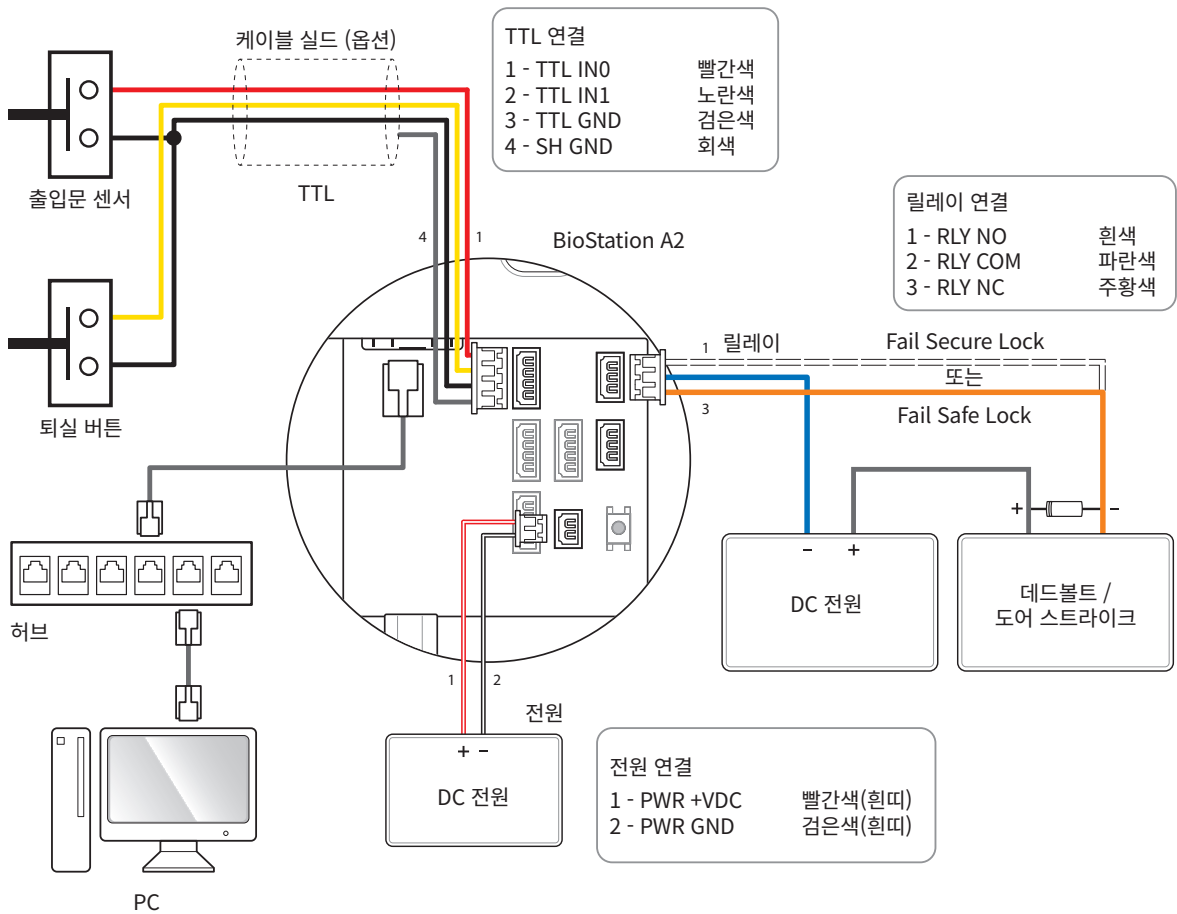 케이블 실드 (옵션)
TTL 연결
1 - TTL IN0 빨간색
2 - TTL IN1 노란색
3 - TTL GND 검은색
4 - SH GND 회색
출입문 센서
TTL
4
1
BioStation A2
릴레이 연결
1 - RLY NO 흰색
2 - RLY COM 파란색
3 - RLY NC 주황색
퇴실 버튼
1
릴레이
Fail Secure Lock
또는
3
Fail Safe Lock
+ -
- +
DC 전원
데드볼트 /
도어 스트라이크
허브
1
2
전원
+ -
DC 전원
전원 연결
1 - PWR +VDC 빨간색(흰띠)
2 - PWR GND 검은색(흰띠)
PC